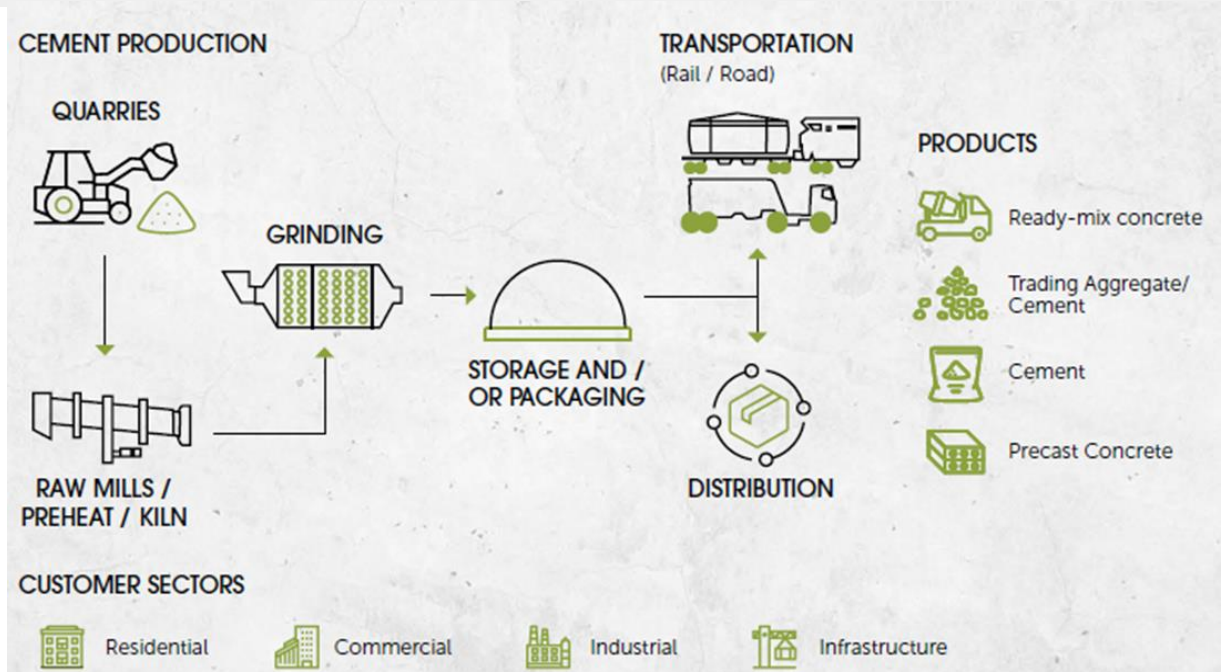 CEMENT PRODUCTION
QUARRIES
RAW MILLS /
PREHEAT / KILN
GRINDING
STORAGE AND /
OR PACKAGING
TRANSPORTATION
(Rail / Road)
DISTRIBUTION
PRODUCTS
Ready-mix concrete
Trading Aggregate/
Cement
Cement
Precast Concrete
CUSTOMER SECTORS
Residential
Commercial
Industrial
Infrastructure